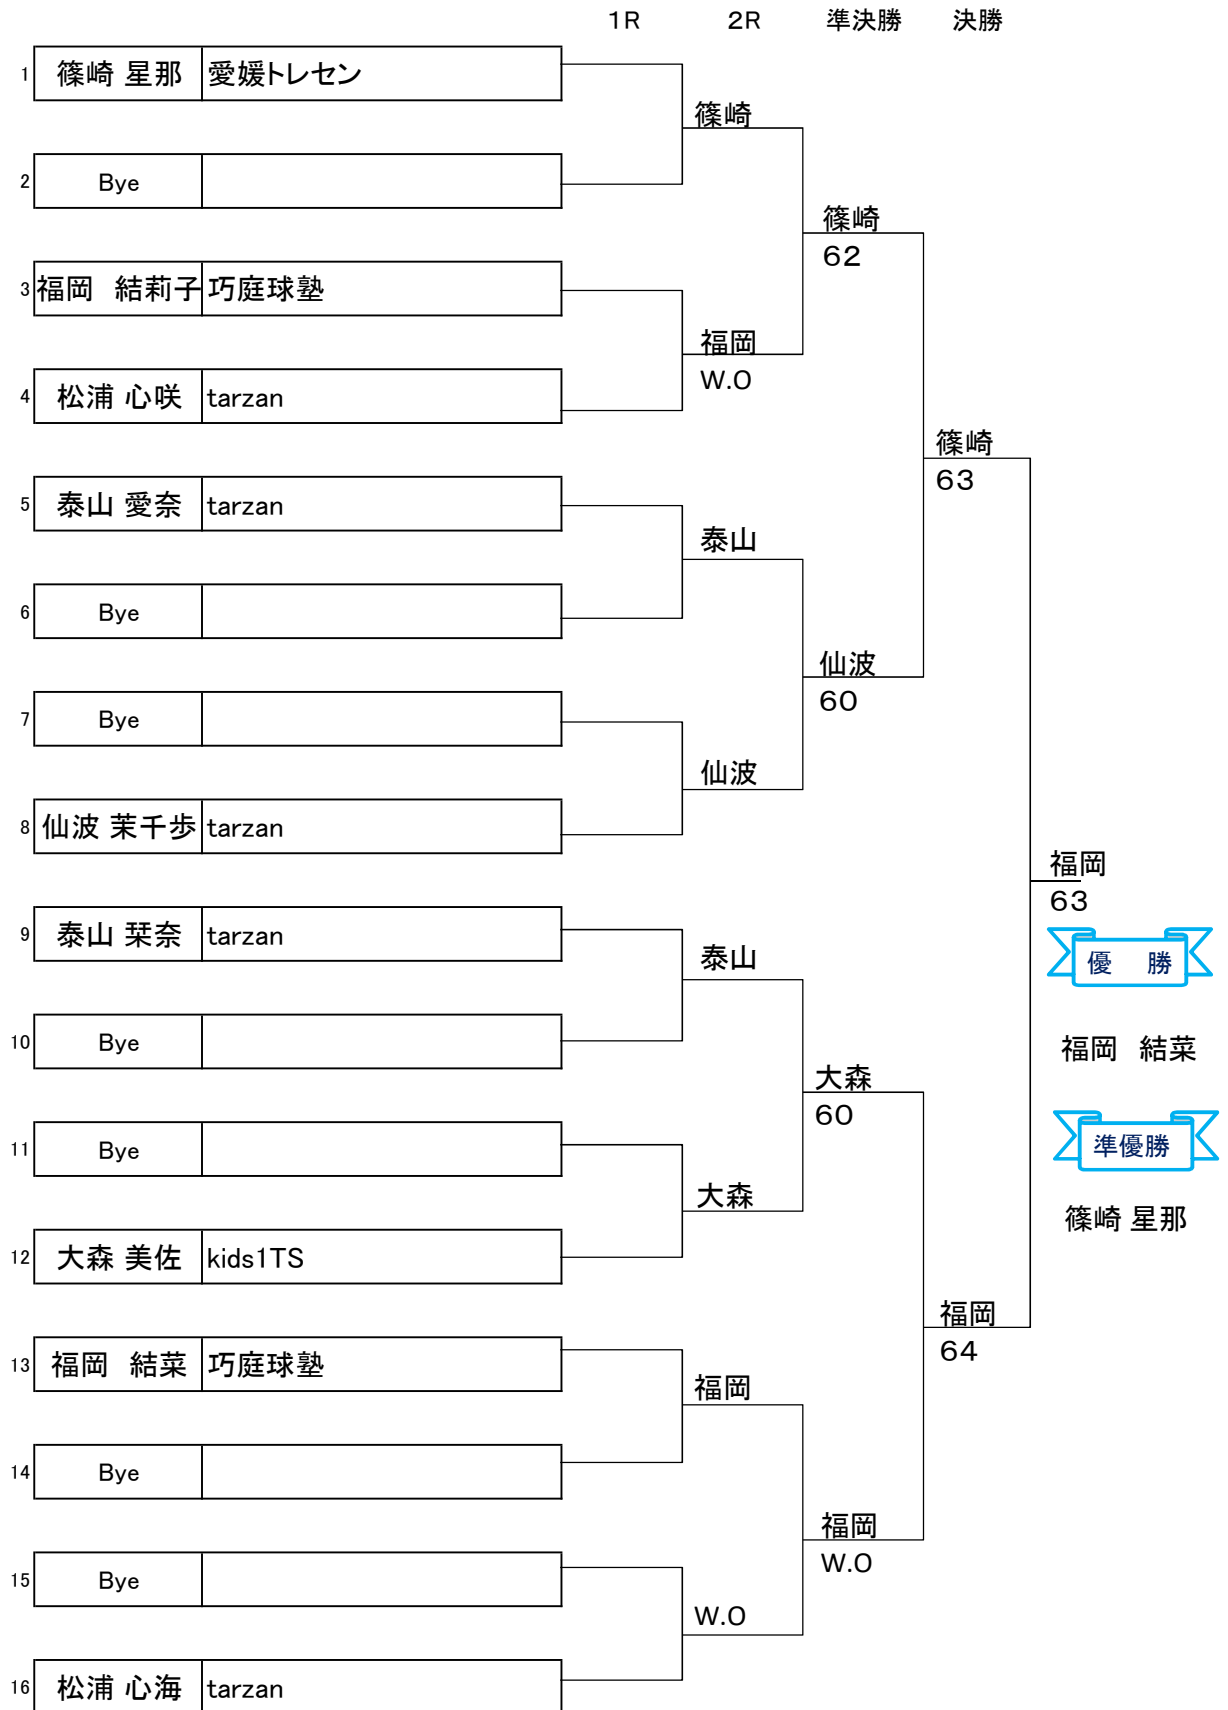 1R 2R 準決勝 決勝
1 篠崎 星那 愛媛トレセン
篠崎
2 Bye
篠崎
62
3 福岡　結莉子 巧庭球塾
福岡
W.O
4 松浦 心咲 tarzan
篠崎
63
5 泰山 愛奈 tarzan
泰山
6 Bye
仙波
60
7 Bye
仙波
8 仙波 茉千歩 tarzan
福岡
63
9 泰山 栞奈 tarzan
泰山
優　勝
10 Bye
福岡　結菜
大森
60
11 Bye
準優勝
大森
篠崎 星那
12 大森 美佐 kids1TS
福岡
64
13 福岡　結菜 巧庭球塾
福岡
14 Bye
福岡
W.O
15 Bye
W.O
16 松浦 心海 tarzan